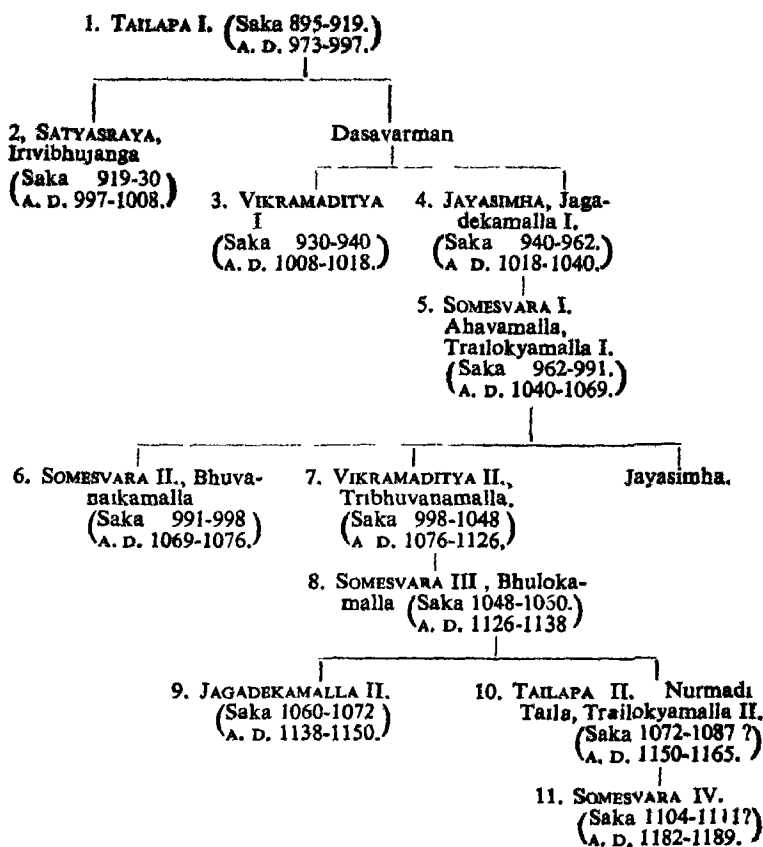 1. TAILAPA I. (Saka 895-919.)
(A. D. 973-997.)
2, SATYASRAYA,
Irivibhujanga
(Saka 919-30)
(A. D. 997-1008.)
Dasavarman
3. VIKRAMADITYA
I
(Saka 930-940)
(A. D. 1008-1018.)
4. JAYASIMHA, Jaga-
dekamalla I.
(Saka 940-962.)
(A D. 1018-1040.)
5. SOMESVARA I.
Ahavamalla,
Trailokyamalla I.
(Saka 962-991.)
(A. D. 1040-1069.)
6. SOMESVARA II., Bhuva-
naikamalla
(Saka 991-998)
(A. D. 1069-1076.)
7. VIKRAMADITYA II.,
Tribhuvanamalla.
(Saka 998-1048)
(A D. 1076-1126.)
Jayasimha.
8. SOMESVARA III , Bhuloka-
malla (Saka 1048-1060.)
(A. D. 1126-1138)
9. JAGADEKAMALLA II.
(Saka 1060-1072)
(A. D. 1138-1150.)
10. TAILAPA II. Nurmadi
Taila, Trailokyamalla II.
(Saka 1072-1087 ?)
(A. D. 1150-1165. )
11. SOMESVARA IV.
(Saka 1104-1111?)
(A. D. 1182-1189. )